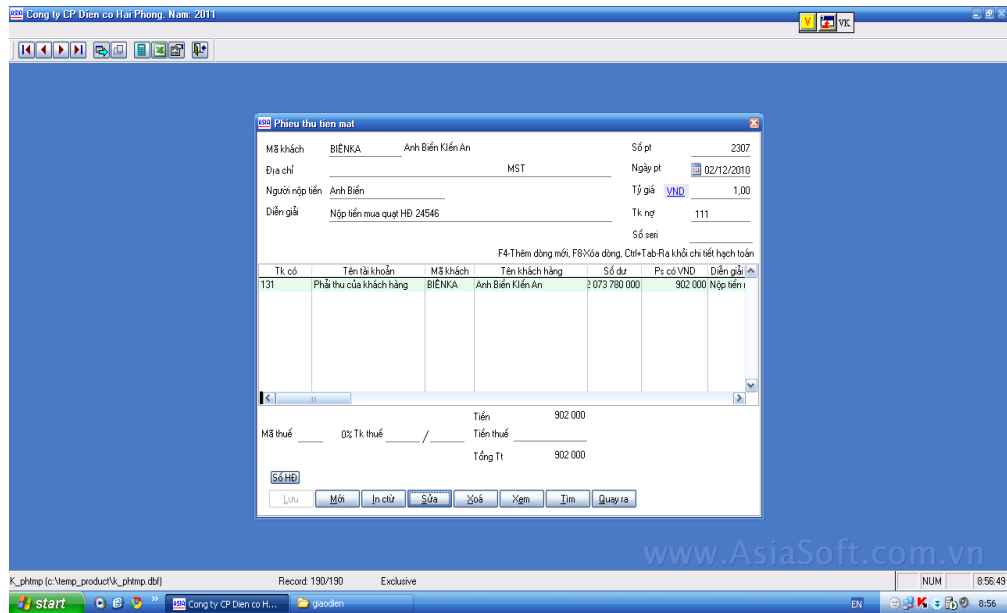 ASIA Cong ty CP Dien co Hai Phong. Nam: 2011
V VK
ASIA Phieu thu tien mat
Mã khách BIÊNKA Anh Biển KIến An Số pt 2307
Địa chỉ MST Ngày pt 02/12/2010
Người nộp tiền Anh Biển Tỷ giá VND 1,00
Diễn giải Nộp tiền mua quạt HĐ 24546 Tk nợ 111
Số seri
F4-Thêm dòng mới, F8-Xóa dòng, Ctrl+Tab-Ra khỏi chi tiết hạch toán
Tk có Tên tài khoản Mã khách Tên khách hàng Số dư Ps có VND Diễn giải
131 Phải thu của khách hàng BIÊNKA Anh Biển KIến An 2 073 780 000 902 000 Nộp tiền
Tiền 902 000
Mã thuế 0% Tk thuế / Tiền thuế
Tổng Tt 902 000
Số HĐ
Lưu Mới In ctừ Sửa Xoá Xem Tìm Quay ra
www.AsiaSoft.com.vn
K_phtmp (c:\temp_product\k_phtmp.dbf) Record: 190/190 Exclusive NUM 8:56:49
start » ASIA Cong ty CP Dien co H... giaodien EN K 8:56